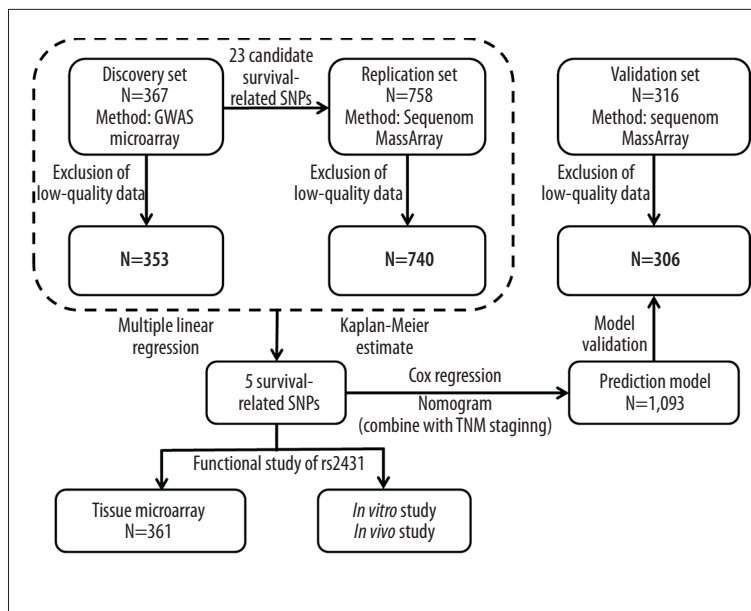 Discovery set
N=367
Method: GWAS
microarray
23 candidate
survival-related
SNPs
Replication set
N=758
Method: Sequenom
MassArray
Validation set
N=316
Method: sequenom
MassArray
Exclusion of
low-quality data
Exclusion of
low-quality data
Exclusion of
low-quality data
N=353
N=740
N=306
Multiple linear
regression
Kaplan-Meier
estimate
Model
validation
5 survival-
related SNPs
Cox regression
Nomogram
(combine with TNM staginng)
Prediction model
N=1,093
Functional study of rs2431
Tissue microarray
N=361
In vitro study
In vivo study